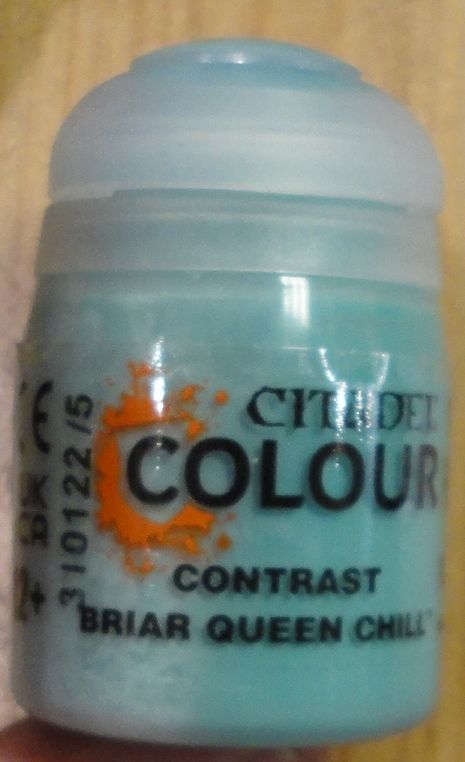 CITADEL
COLOUR
CONTRAST
BRIAR QUEEN CHILL
310122/5
CE
UK
CA
12+